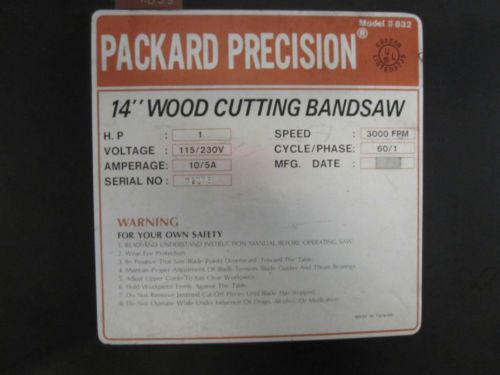 Model # 832
PACKARD PRECISION®
14" WOOD CUTTING BANDSAW
H. P : 1
SPEED : 3000 FPM
VOLTAGE : 115/230V
CYCLE/PHASE: 60/1
AMPERAGE: 10/5A
MFG. DATE :
SERIAL NO :
WARNING
FOR YOUR OWN SAFETY
1. READ AND UNDERSTAND INSTRUCTION MANUAL BEFORE OPERATING SAW.
2. Wear Eye Protection.
3. Be Positive That Saw Blade Points Downward Toward The Table.
4. Maintain Proper Adjustment Of Blade Tension, Blade Guides And Thrust Bearings.
5. Adjust Upper Guide To Just Clear Workpiece.
6. Hold Workpiece Firmly Against The Table.
7. Do Not Remove Jammed Cut-Off Pieces Until Blade Has Stopped.
8. Do Not Operate While Under Influence Or Drugs, Alcohol, Or Medication
MADE IN TAIWAN